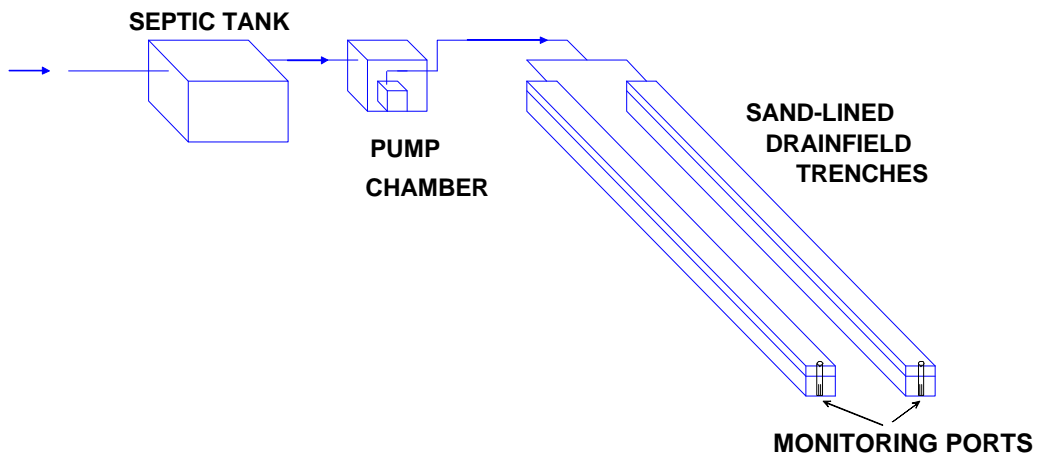 SEPTIC TANK
PUMP
CHAMBER
SAND-LINED
DRAINFIELD
TRENCHES
MONITORING PORTS